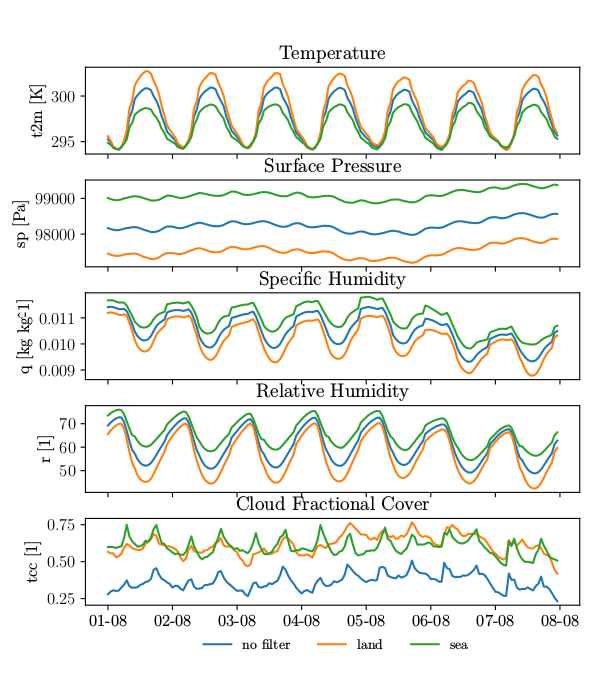 Temperature
t2m [K]
300
295
Surface Pressure
sp [Pa]
99000
98000
Specific Humidity
q [kg kg-1]
0.011
0.010
0.009
Relative Humidity
r [1]
70
60
50
Cloud Fractional Cover
tcc [1]
0.75
0.50
0.25
01-08 02-08 03-08 04-08 05-08 06-08 07-08 08-08
no filter land sea